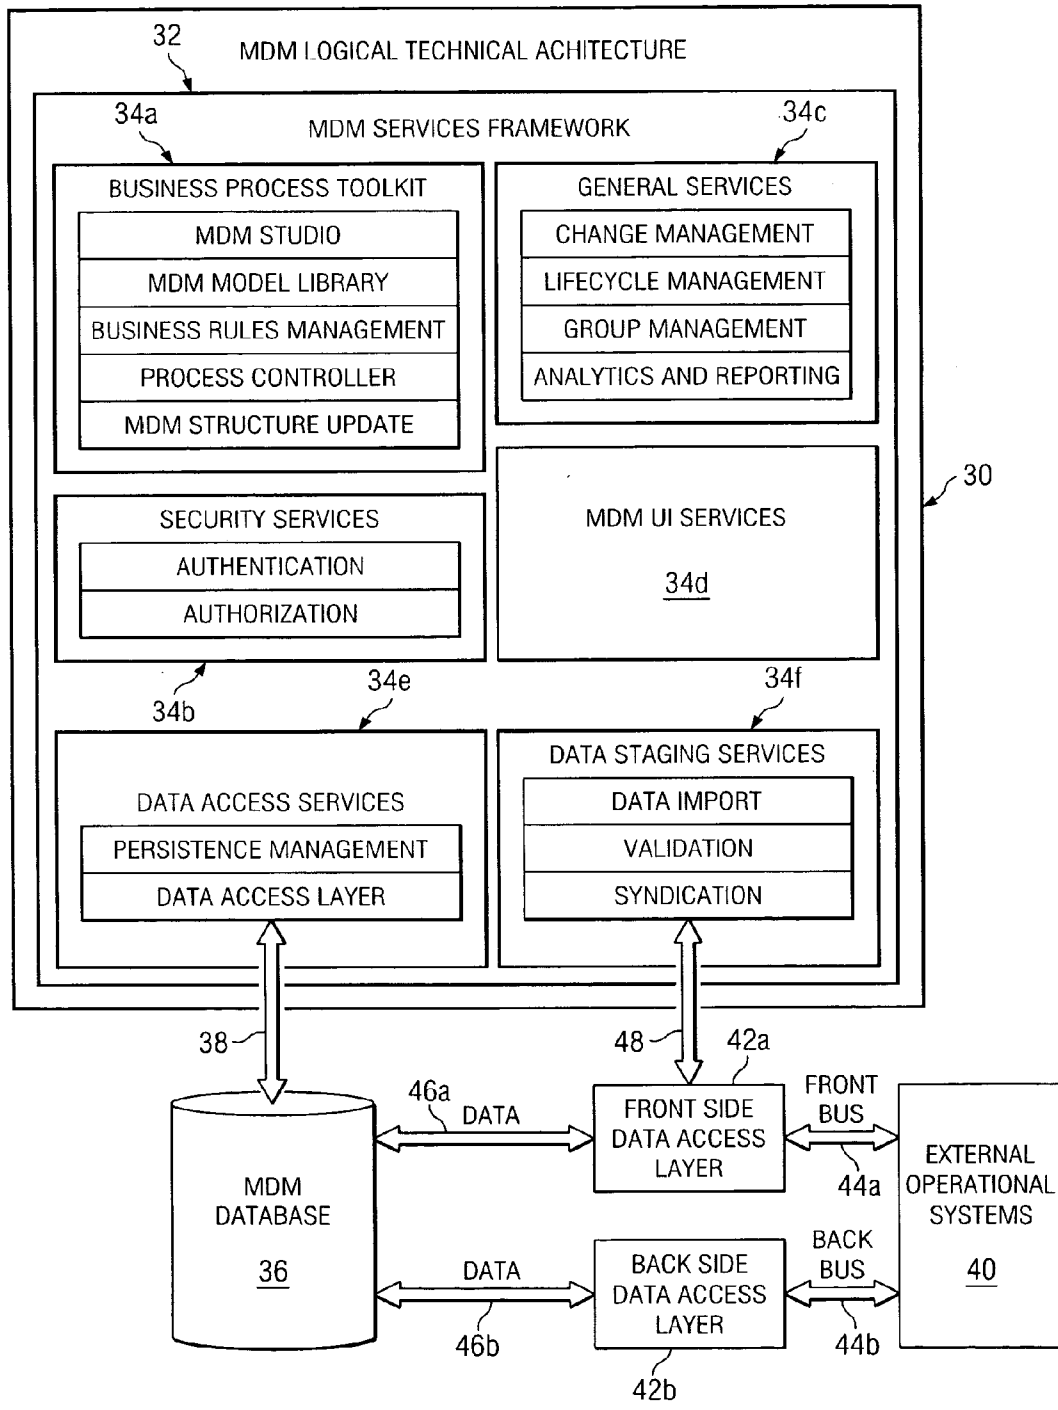 32
MDM LOGICAL TECHNICAL ACHITECTURE
34a
MDM SERVICES FRAMEWORK
34c
BUSINESS PROCESS TOOLKIT
MDM STUDIO
MDM MODEL LIBRARY
BUSINESS RULES MANAGEMENT
PROCESS CONTROLLER
MDM STRUCTURE UPDATE
GENERAL SERVICES
CHANGE MANAGEMENT
LIFECYCLE MANAGEMENT
GROUP MANAGEMENT
ANALYTICS AND REPORTING
30
SECURITY SERVICES
AUTHENTICATION
AUTHORIZATION
34b
MDM UI SERVICES
34d
34e
34f
DATA ACCESS SERVICES
PERSISTENCE MANAGEMENT
DATA ACCESS LAYER
DATA STAGING SERVICES
DATA IMPORT
VALIDATION
SYNDICATION
38
48
42a
46a
DATA
FRONT SIDE
DATA ACCESS
LAYER
FRONT
BUS
44a
MDM
DATABASE
36
EXTERNAL
OPERATIONAL
SYSTEMS
40
DATA
46b
BACK SIDE
DATA ACCESS
LAYER
42b
BACK
BUS
44b